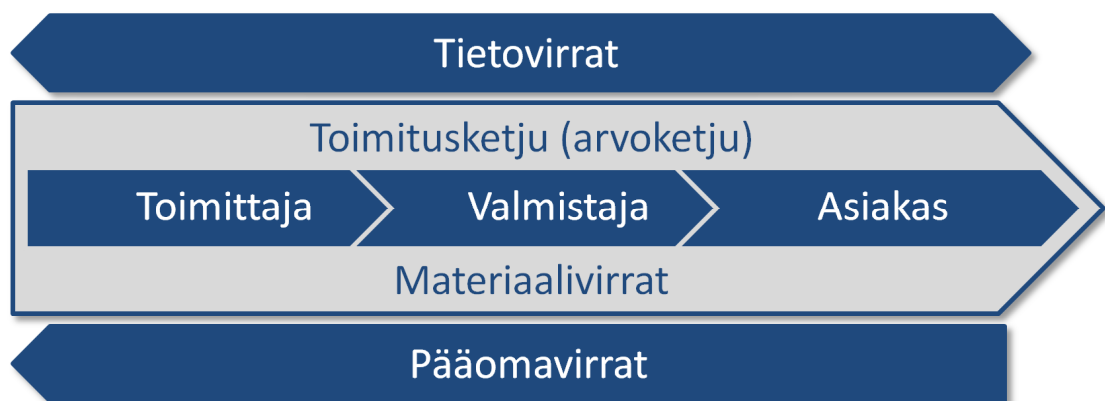 Tietovirrat
Toimitusketju (arvoketju)
Toimittaja Valmistaja Asiakas
Materiaalivirrat
Pääomavirrat